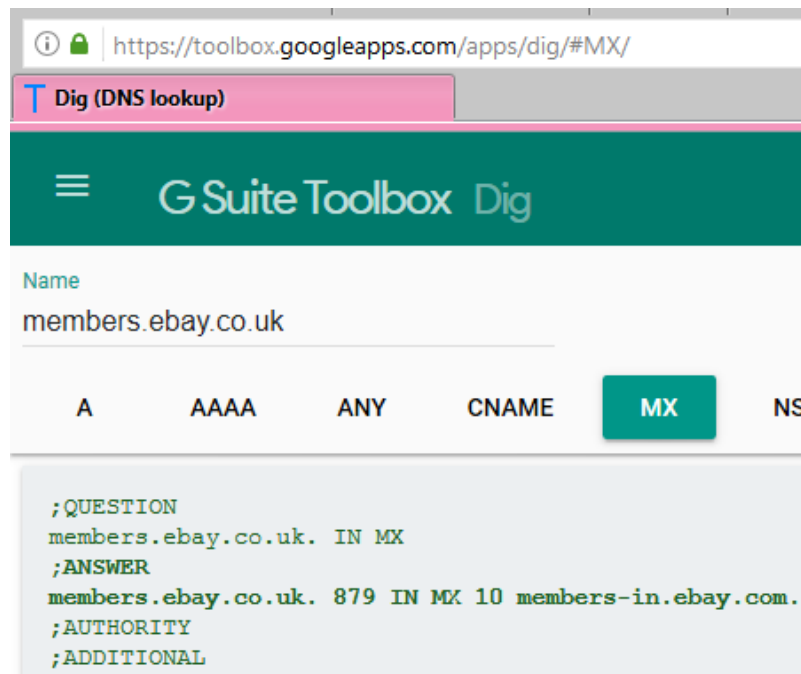 https://toolbox.googleapps.com/apps/dig/#MX/
Dig (DNS lookup)
G Suite Toolbox Dig
Name
members.ebay.co.uk
A AAAA ANY CNAME MX NS
;QUESTION
members.ebay.co.uk. IN MX
;ANSWER
members.ebay.co.uk. 879 IN MX 10 members-in.ebay.com.
;AUTHORITY
;ADDITIONAL